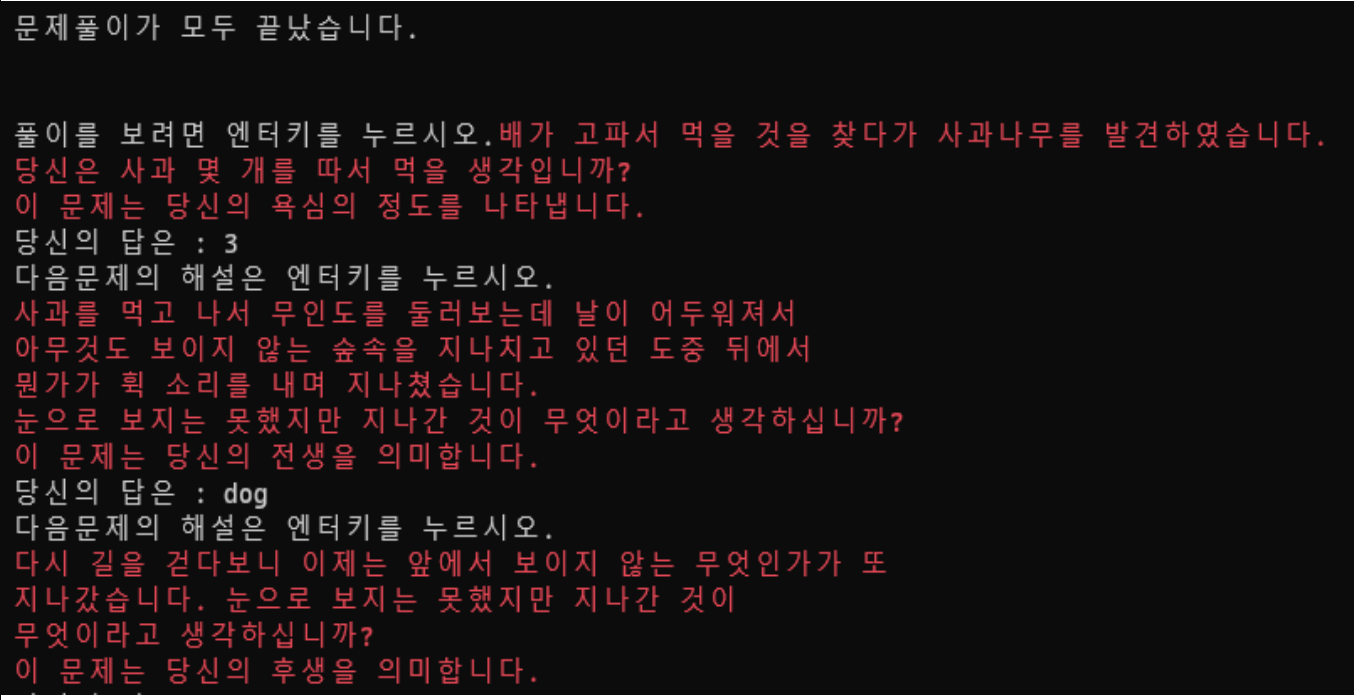 문제풀이가 모두 끝났습니다.
풀이를 보려면 엔터키를 누르시오.배가 고파서 먹을 것을 찾다가 사과나무를 발견하였습니다.
당신은 사과 몇 개를 따서 먹을 생각입니까?
이 문제는 당신의 욕심의 정도를 나타냅니다.
당신의 답은 : 3
다음문제의 해설은 엔터키를 누르시오.
사과를 먹고 나서 무인도를 둘러보는데 날이 어두워져서
아무것도 보이지 않는 숲속을 지나치고 있던 도중 뒤에서
뭔가가 휙 소리를 내며 지나쳤습니다.
눈으로 보지는 못했지만 지나간 것이 무엇이라고 생각하십니까?
이 문제는 당신의 전생을 의미합니다.
당신의 답은 : dog
다음문제의 해설은 엔터키를 누르시오.
다시 길을 걷다보니 이제는 앞에서 보이지 않는 무엇인가가 또
지나갔습니다. 눈으로 보지는 못했지만 지나간 것이
무엇이라고 생각하십니까?
이 문제는 당신의 후생을 의미합니다.